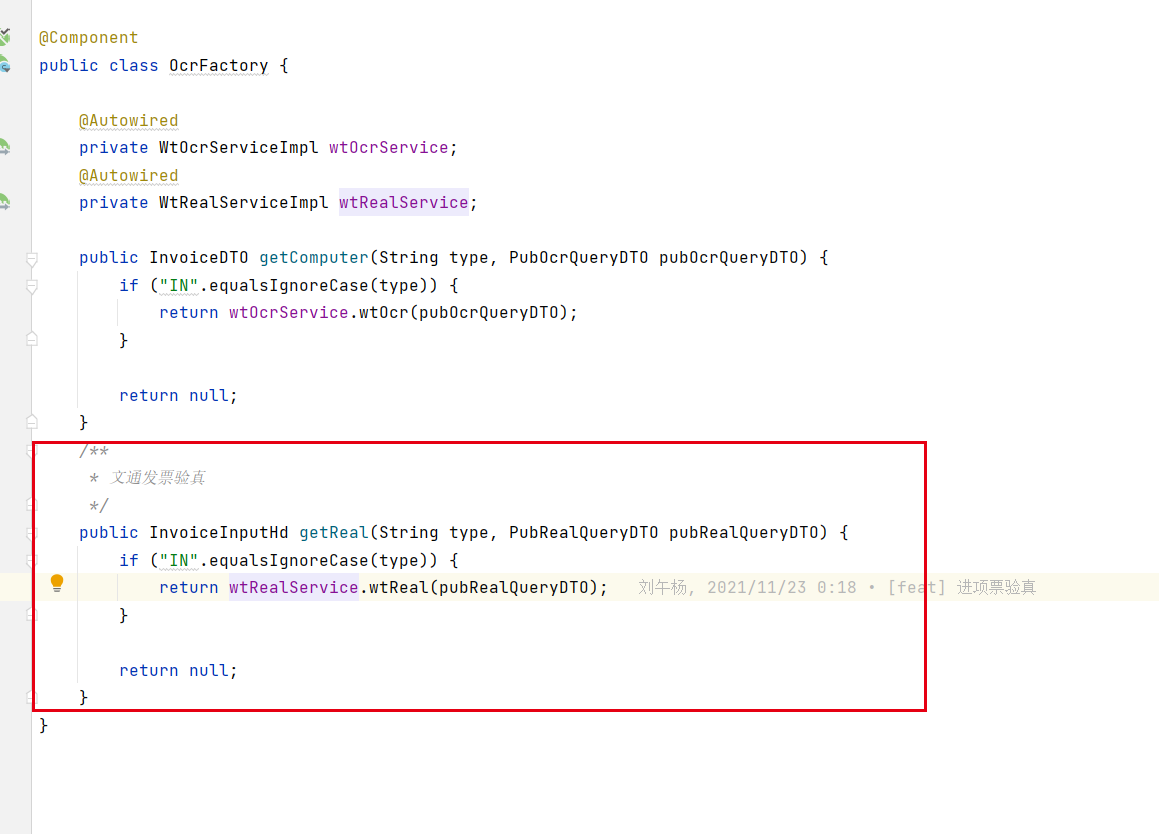 @Component
public class OcrFactory {
@Autowired
private WtOcrServiceImpl wtOcrService;
@Autowired
private WtRealServiceImpl wtRealService;
public InvoiceDTO getComputer(String type, PubOcrQueryDTO pubOcrQueryDTO) {
if ("IN".equalsIgnoreCase(type)) {
return wtOcrService.wtOcr(pubOcrQueryDTO);
}
return null;
}
/**
* 文通发票验真
*/
public InvoiceInputHd getReal(String type, PubRealQueryDTO pubRealQueryDTO) {
if ("IN".equalsIgnoreCase(type)) {
return wtRealService.wtReal(pubRealQueryDTO); 刘午杨, 2021/11/23 0:18 • [feat] 进项票验真
}
return null;
}
}